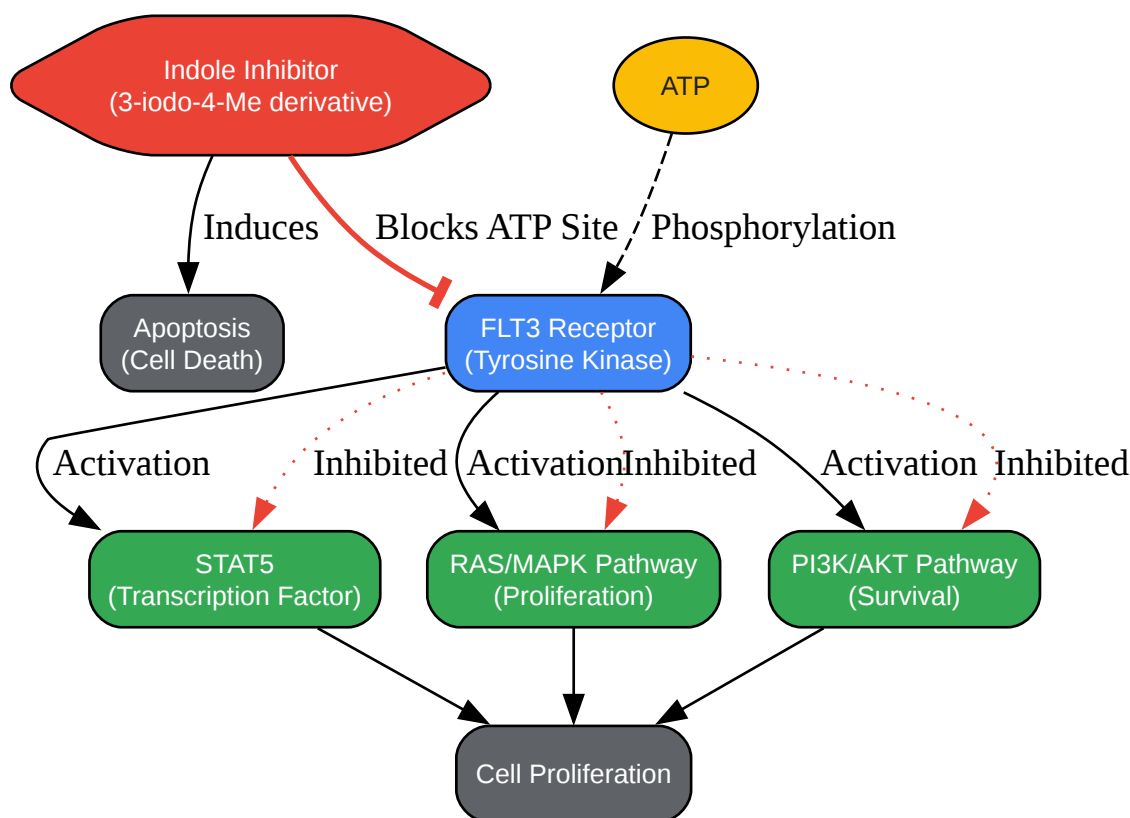 Indole Inhibitor
(3-iodo-4-Me derivative)
ATP
Induces
Blocks ATP Site
Phosphorylation
Apoptosis
(Cell Death)
FLT3 Receptor
(Tyrosine Kinase)
Activation
Inhibited
Activation
Inhibited
Activation
Inhibited
STAT5
(Transcription Factor)
RAS/MAPK Pathway
(Proliferation)
PI3K/AKT Pathway
(Survival)
Cell Proliferation